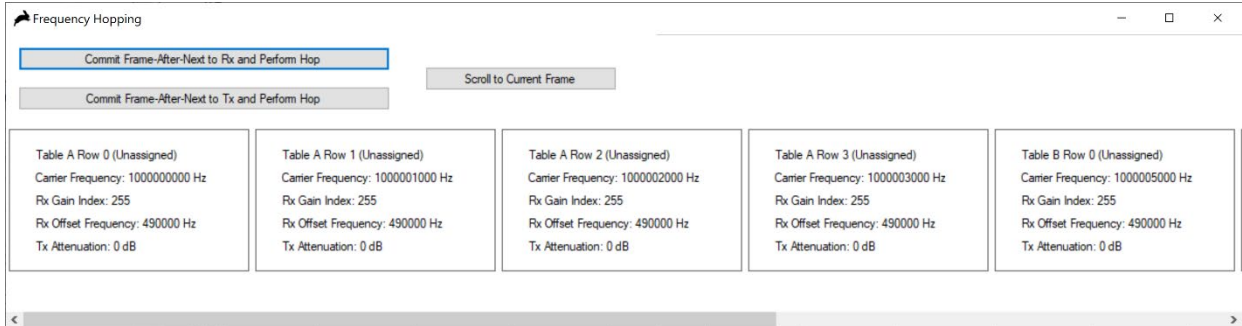 Frequency Hopping
Commit Frame-After-Next to Rx and Perform Hop
Scroll to Current Frame
Commit Frame-After-Next to Tx and Perform Hop
Table A Row 0 (Unassigned)
Carrier Frequency: 1000000000 Hz
Rx Gain Index: 255
Rx Offset Frequency: 490000 Hz
Tx Attenuation: 0 dB
Table A Row 1 (Unassigned)
Carrier Frequency: 1000001000 Hz
Rx Gain Index: 255
Rx Offset Frequency: 490000 Hz
Tx Attenuation: 0 dB
Table A Row 2 (Unassigned)
Carrier Frequency: 1000002000 Hz
Rx Gain Index: 255
Rx Offset Frequency: 490000 Hz
Tx Attenuation: 0 dB
Table A Row 3 (Unassigned)
Carrier Frequency: 1000003000 Hz
Rx Gain Index: 255
Rx Offset Frequency: 490000 Hz
Tx Attenuation: 0 dB
Table B Row 0 (Unassigned)
Carrier Frequency: 1000005000 Hz
Rx Gain Index: 255
Rx Offset Frequency: 490000 Hz
Tx Attenuation: 0 dB